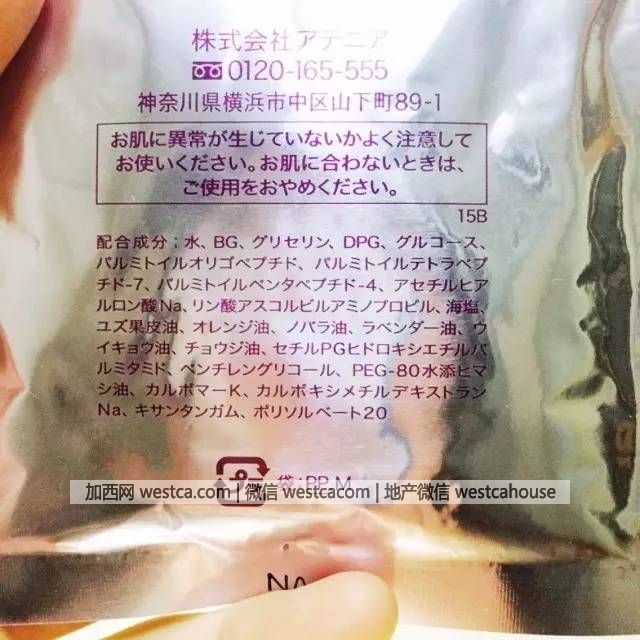 株式会社アテニア
0120-165-555
神奈川県横浜市中区山下町89-1
お肌に異常が生じていないかよく注意して
お使いください。お肌に合わないときは、
ご使用をおやめください。
15B
配合成分：水、BG、グリセリン、DPG、グルコース、
パルミトイルオリゴペプチド、パルミトイルテトラペプ
チド-7、パルミトイルペンタペプチド-4、アセチルヒア
ルロン酸Na、リン酸アスコルビルアミノプロピル、海塩、
ユズ果皮油、オレンジ油、ノバラ油、ラベンダー油、ウ
イキョウ油、チョウジ油、セチルPGヒドロキシエチルパ
ルミタミド、ペンチレングリコール、PEG-80水添ヒマ
シ油、カルボマーK、カルボキシメチルデキストラン
Na、キサンタンガム、ポリソルベート20
プラ 袋：PP,M
加西网 westca.com | 微信 westcacom | 地产微信 westcahouse